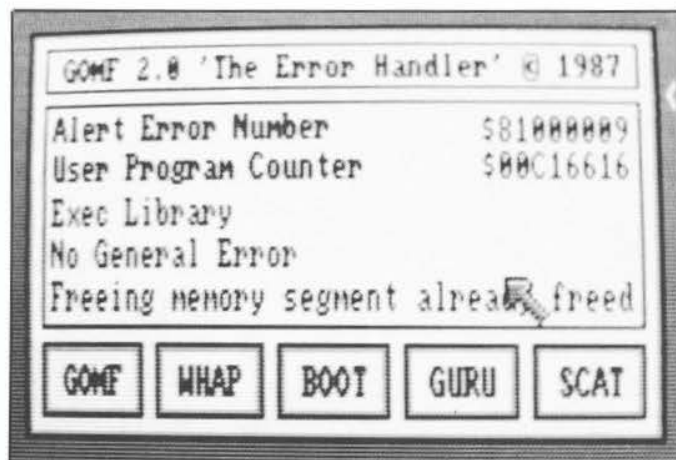 GOMF 2.0 'The Error Handler' © 1987
Alert Error Number $81000009
User Program Counter $00C16616
Exec Library
No General Error
Freeing memory segment already freed
GOMF WHAP BOOT GURU SCAT